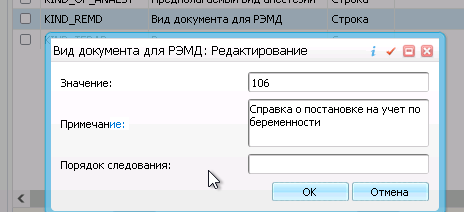 KIND_OF_ANALST Предполагаемый вид анестезии Строка
KIND_REMD Вид документа для РЭМД Строка
Вид документа для РЭМД: Редактирование
Значение: 106
Примечание: Справка о постановке на учет по
беременности
Порядок следования:
OK Отмена